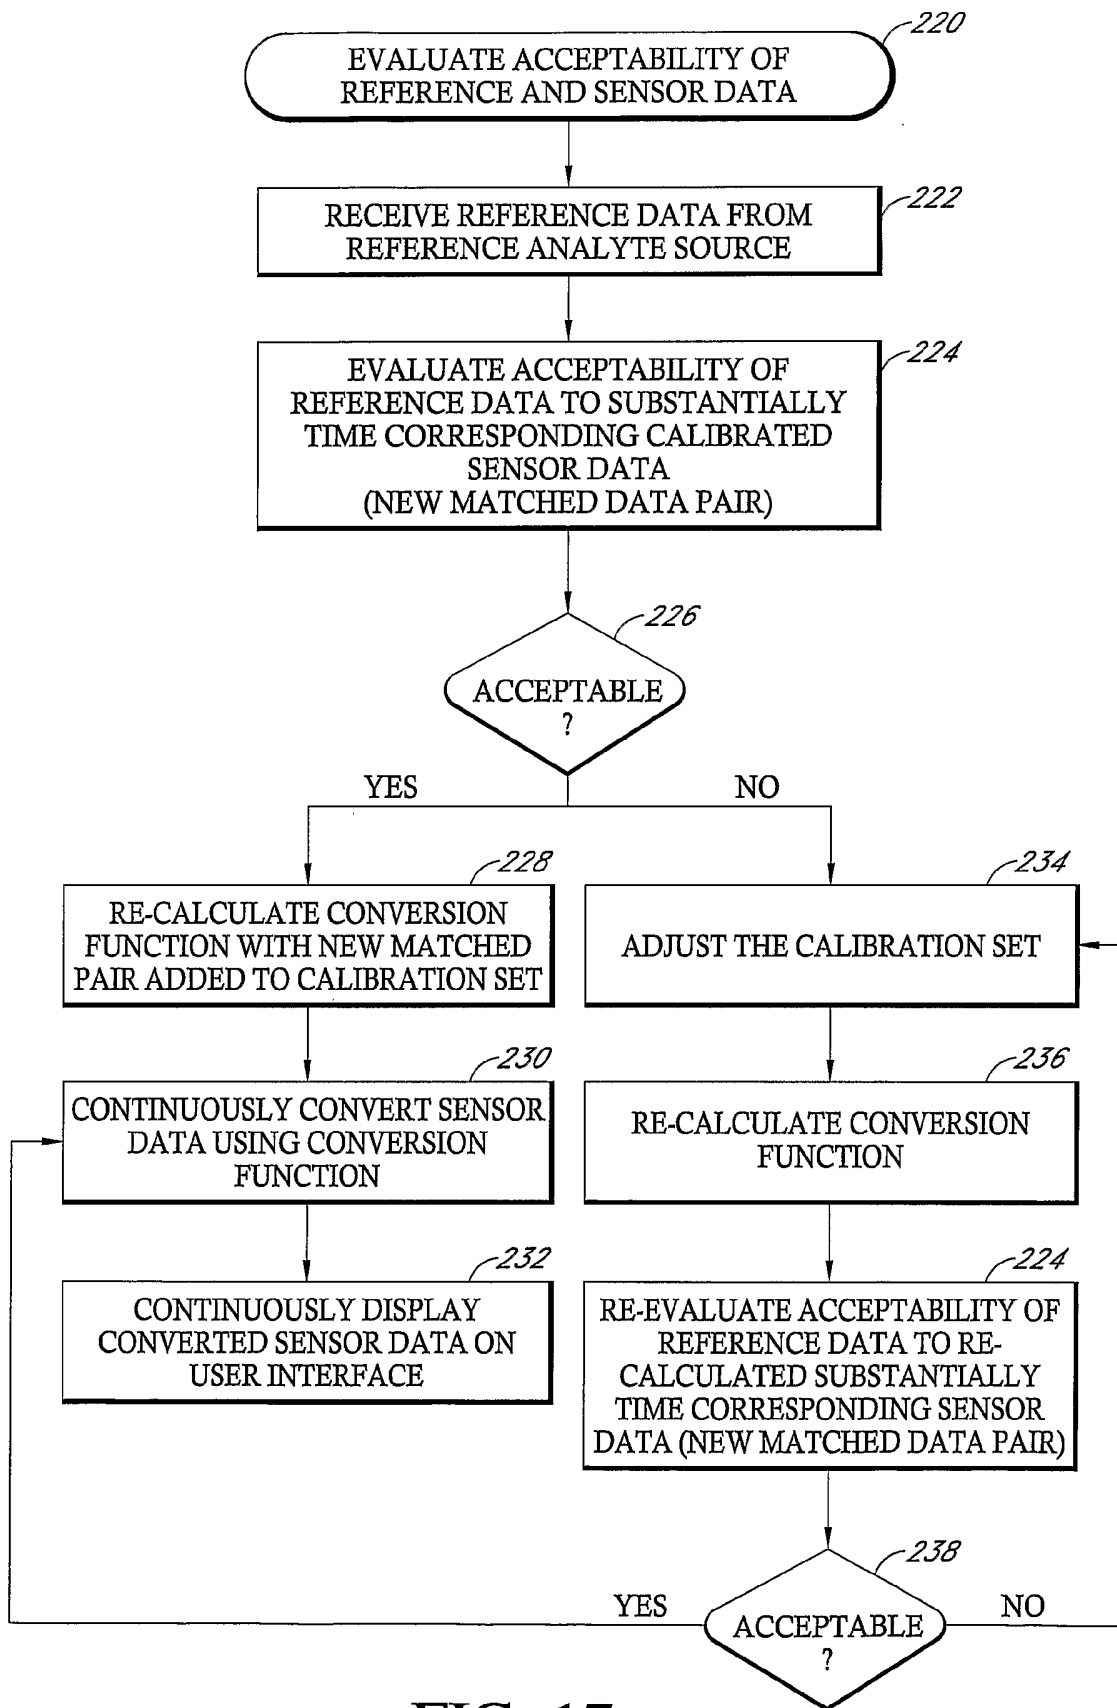 220
EVALUATE ACCEPTABILITY OF
REFERENCE AND SENSOR DATA
222
RECEIVE REFERENCE DATA FROM
REFERENCE ANALYTE SOURCE
224
EVALUATE ACCEPTABILITY OF
REFERENCE DATA TO SUBSTANTIALLY
TIME CORRESPONDING CALIBRATED
SENSOR DATA
(NEW MATCHED DATA PAIR)
226
ACCEPTABLE
?
YES
NO
228
RE-CALCULATE CONVERSION
FUNCTION WITH NEW MATCHED
PAIR ADDED TO CALIBRATION SET
234
ADJUST THE CALIBRATION SET
230
CONTINUOUSLY CONVERT SENSOR
DATA USING CONVERSION
FUNCTION
236
RE-CALCULATE CONVERSION
FUNCTION
232
CONTINUOUSLY DISPLAY
CONVERTED SENSOR DATA ON
USER INTERFACE
224
RE-EVALUATE ACCEPTABILITY OF
REFERENCE DATA TO RE-
CALCULATED SUBSTANTIALLY
TIME CORRESPONDING SENSOR
DATA (NEW MATCHED DATA PAIR)
238
YES
ACCEPTABLE
?
NO